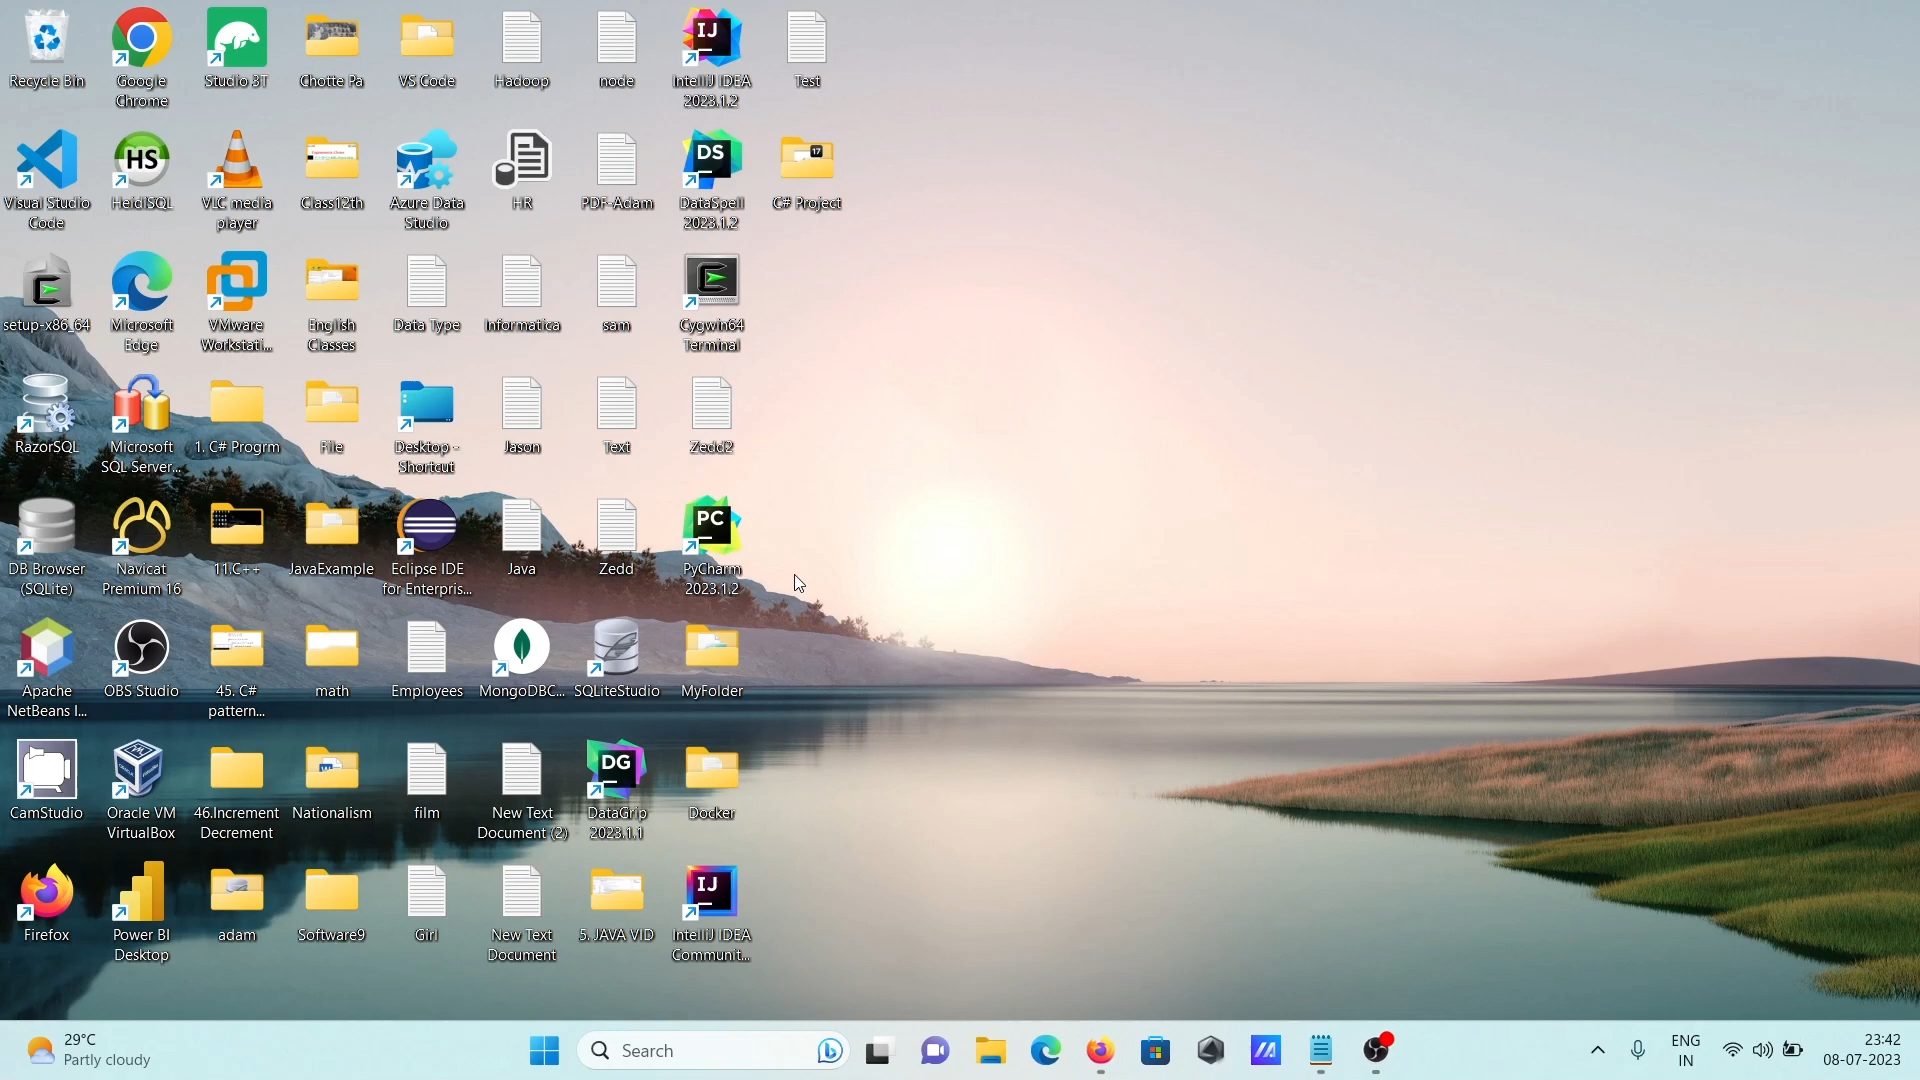 Recycle Bin
Google
Chrome
Studio 3T
Chotte Pa
VS Code
Hadoop
node
IJ
IntelliJ IDEA
2023.1.2
Test
Visual Studio
Code
HS
HeidiSQL
VLC media
player
Class12th
Azure Data
Studio
HR
PDF-Adam
DS
DataSpell
2023.1.2
17
C# Project
setup-x86_64
Microsoft
Edge
VMware
Workstati...
English
Classes
Data Type
Informatica
sam
Cygwin64
Terminal
RazorSQL
Microsoft
SQL Server...
1. C# Progrm
File
Desktop -
Shortcut
Jason
Text
Zedd2
DB Browser
(SQLite)
Navicat
Premium 16
11.C++
JavaExample
Eclipse IDE
for Enterpris...
Java
Zedd
PC
PyCharm
2023.1.2
Apache
NetBeans I...
OBS Studio
45. C#
pattern...
math
Employees
MongoDBC...
SQLiteStudio
MyFolder
CamStudio
Oracle VM
VirtualBox
46.Increment
Decrement
Nationalism
film
New Text
Document (2)
DG
DataGrip
2023.1.1
Docker
Firefox
Power BI
Desktop
adam
Software9
Girl
New Text
Document
5. JAVA VID
IJ
IntelliJ IDEA
Communit...
29°C
Partly cloudy
Search
ENG
IN
23:42
08-07-2023